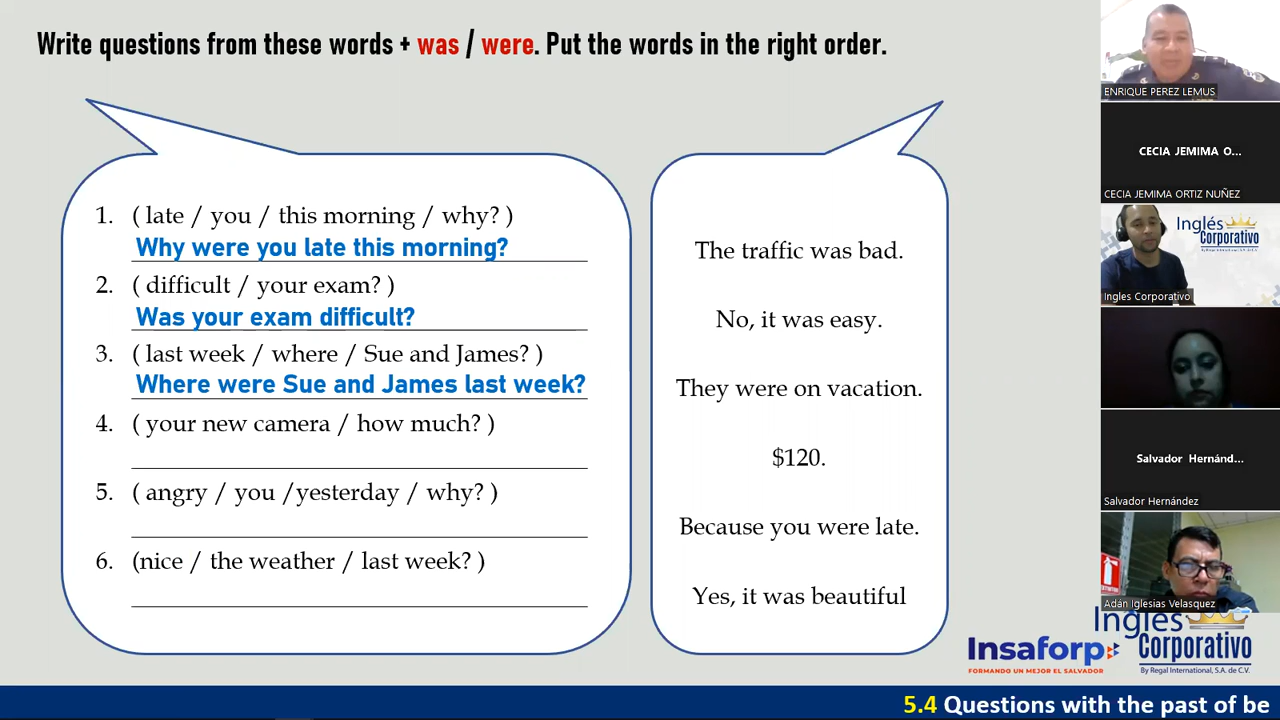 Write questions from these words + was / were. Put the words in the right order.
1. ( late / you / this morning / why? )
Why were you late this morning?
2. ( difficult / your exam? )
Was your exam difficult?
3. ( last week / where / Sue and James? )
Where were Sue and James last week?
4. ( your new camera / how much? )
5. ( angry / you /yesterday / why? )
6. (nice / the weather / last week? )
The traffic was bad.
No, it was easy.
They were on vacation.
$120.
Because you were late.
Yes, it was beautiful
ENRIQUE PEREZ LEMUS
CECIA JEMIMA O...
CECIA JEMIMA ORTIZ NUÑEZ
Inglés
Corporativo
By Regal International, S.A. de C.V.
Ingles Corporativo
Salvador Hernánd...
Salvador Hernández
Adán Iglesias Velasquez
Inglés
Corporativo
By Regal International, S.A. de C.V.
Insaforp
FORMANDO UN MEJOR EL SALVADOR
5.4 Questions with the past of be